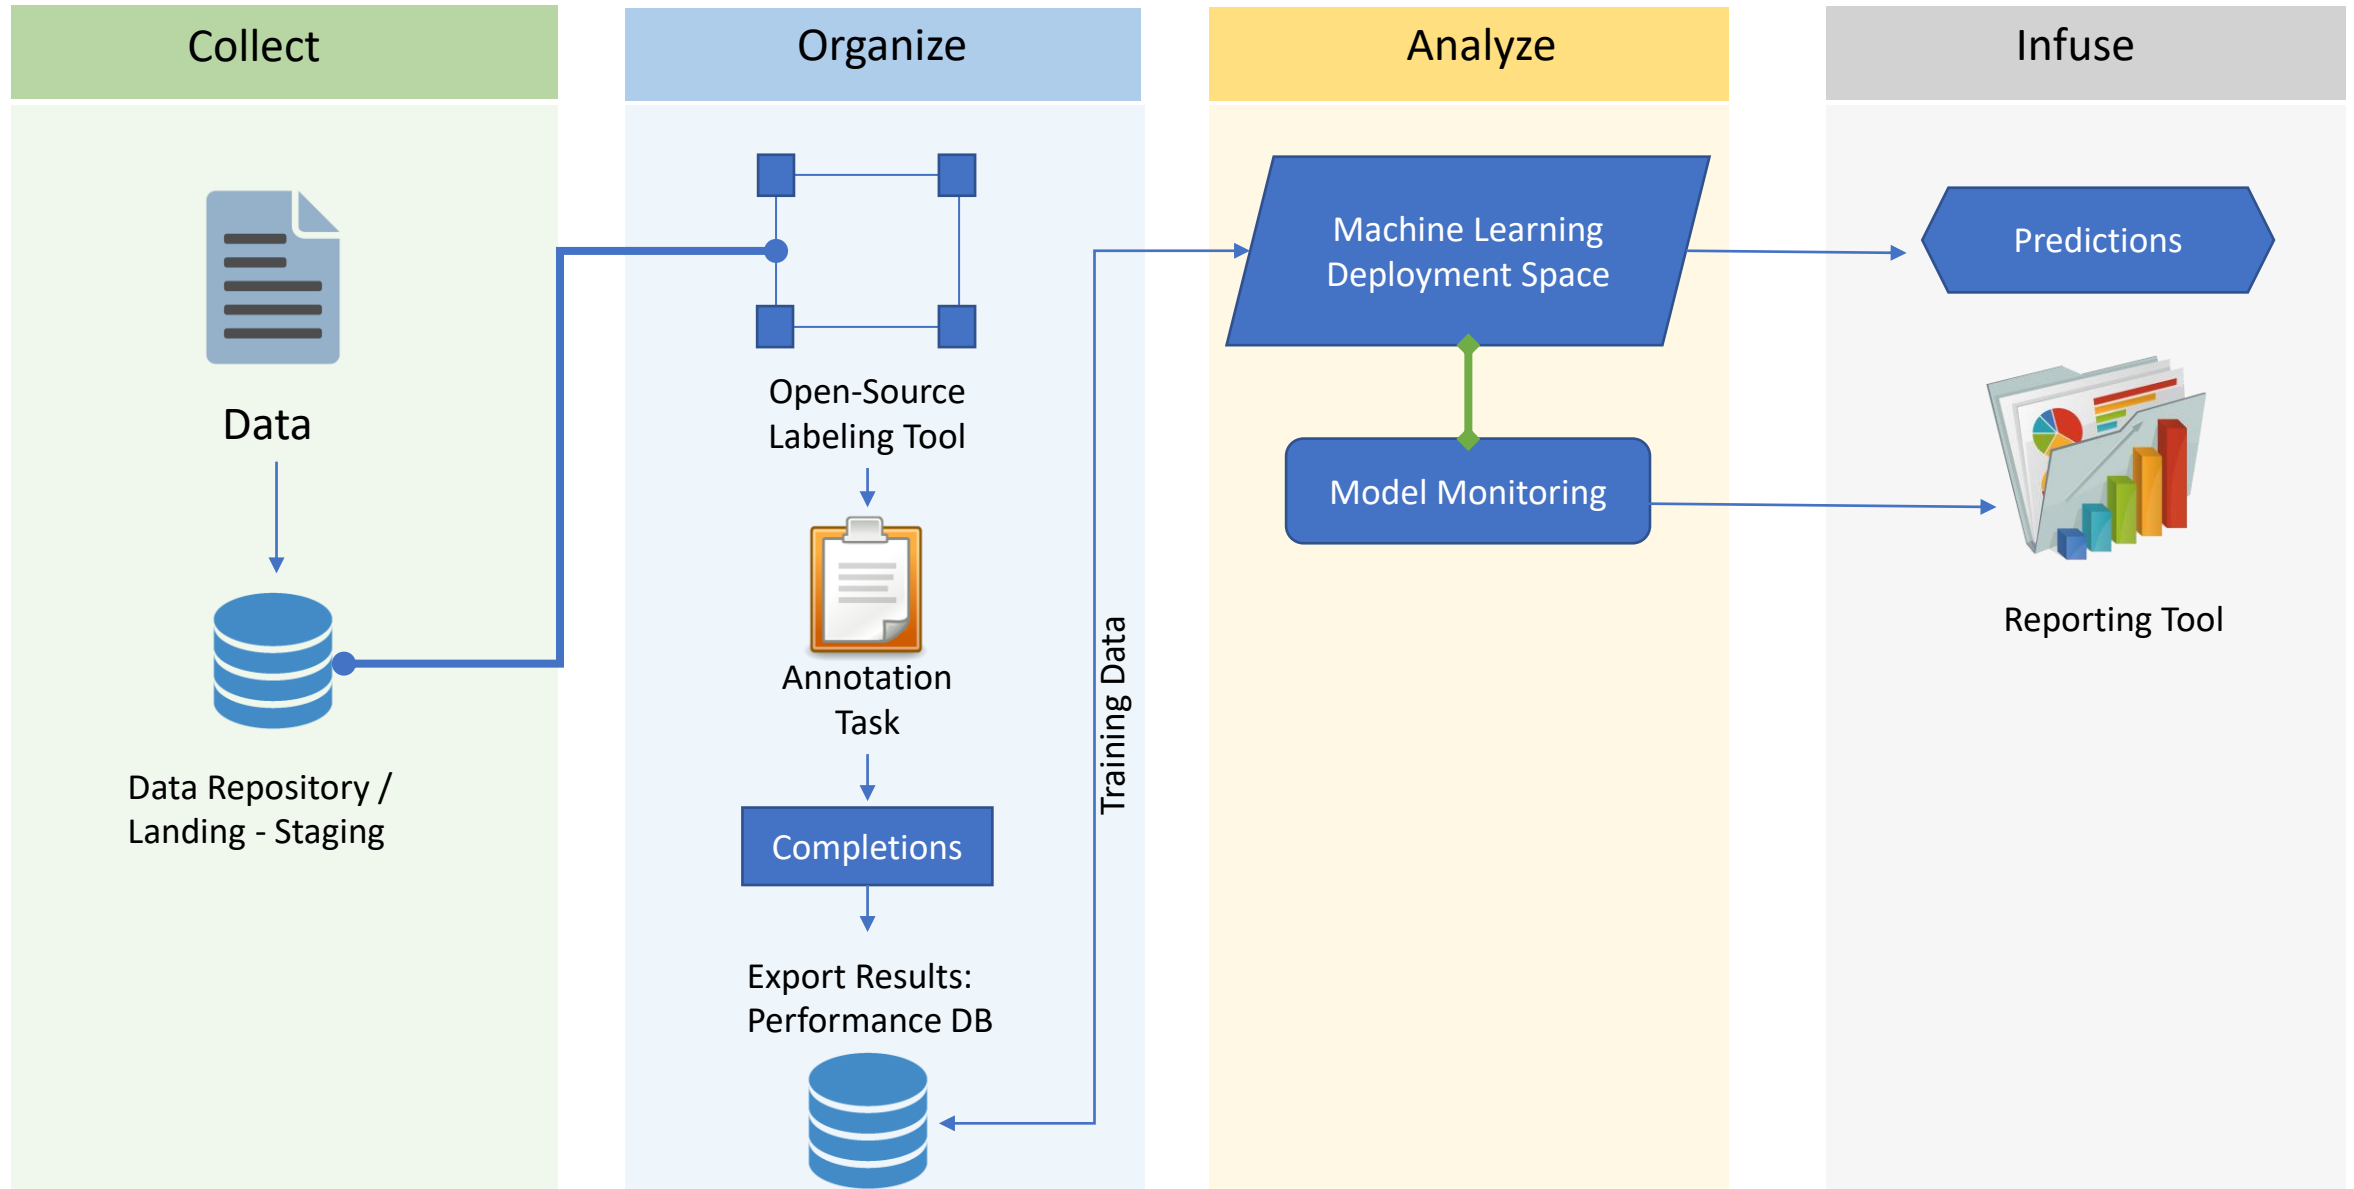 Collect
Organize
Analyze
Infuse
Data
Data Repository /
Landing - Staging
Open-Source
Labeling Tool
Annotation
Task
Completions
Export Results:
Performance DB
Training Data
Machine Learning
Deployment Space
Model Monitoring
Predictions
Reporting Tool